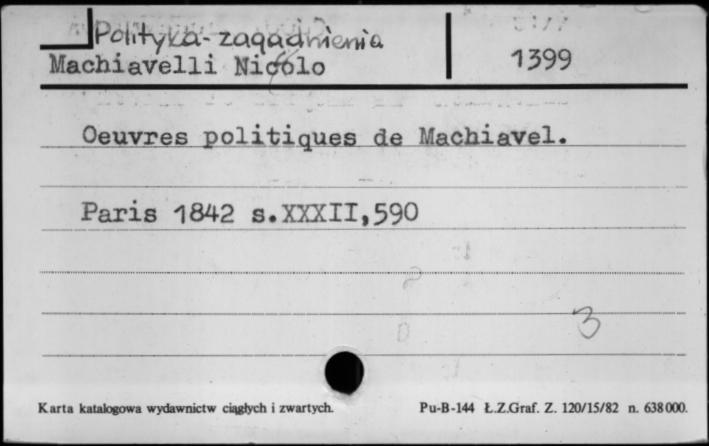 Polityka - zagadnienia
Machiavelli Nicolo 1399
Oeuvres politiques de Machiavel.
Paris 1842 s.XXXII,590
3
Karta katalogowa wydawnictw ciągłych i zwartych. Pu-B-144 Ł.Z.Graf. Z. 120/15/82 n. 638000.